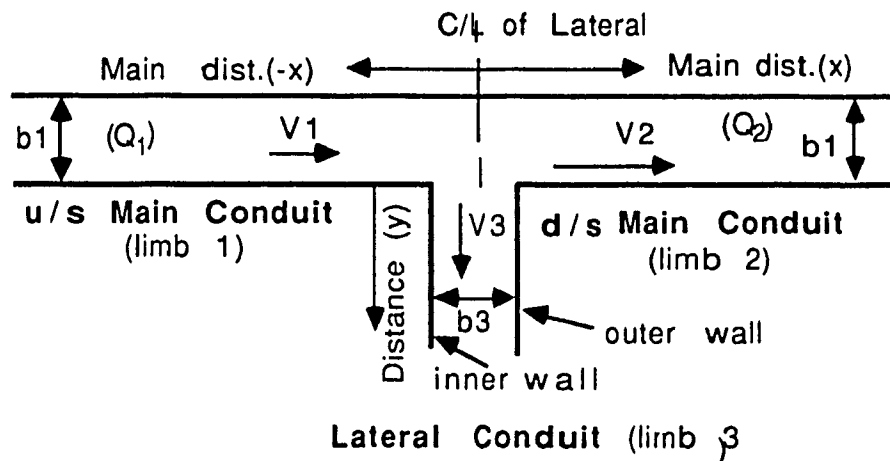 C/L of Lateral
Main dist.(-x)
Main dist.(x)
b1
(Q1)
V1
V2
(Q2)
b1
u/s Main Conduit
(limb 1)
Distance (y)
V3
d/s Main Conduit
(limb 2)
b3
outer wall
inner wall
Lateral Conduit (limb )3